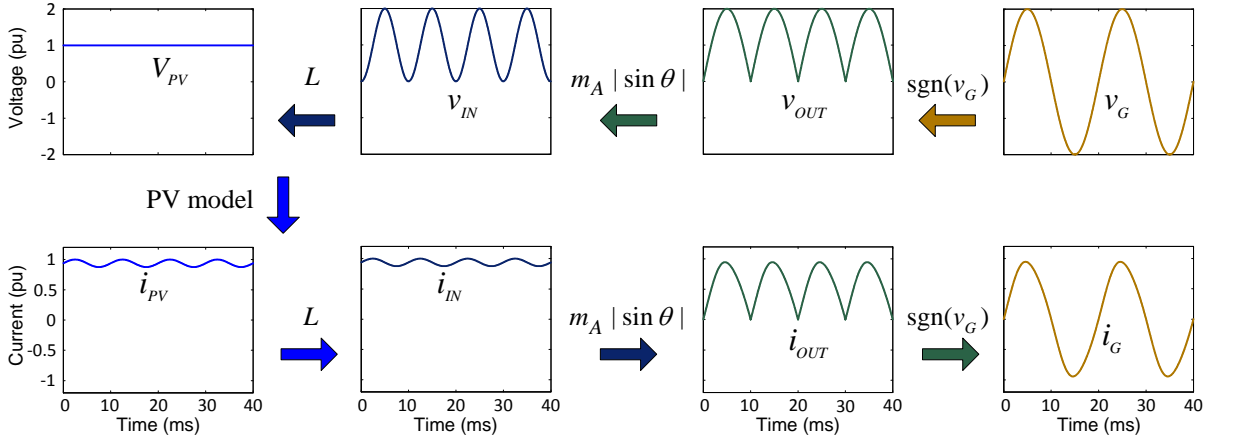 Voltage (pu)
2
1
0
-1
-2
V_PV
L
v_IN
m_A | sin θ |
v_OUT
sgn(v_G)
v_G
PV model
Current (pu)
1
0.5
0
-0.5
-1
i_PV
L
i_IN
m_A | sin θ |
i_OUT
sgn(v_G)
i_G
0 10 20 30 40
Time (ms)
0 10 20 30 40
Time (ms)
0 10 20 30 40
Time (ms)
0 10 20 30 40
Time (ms)